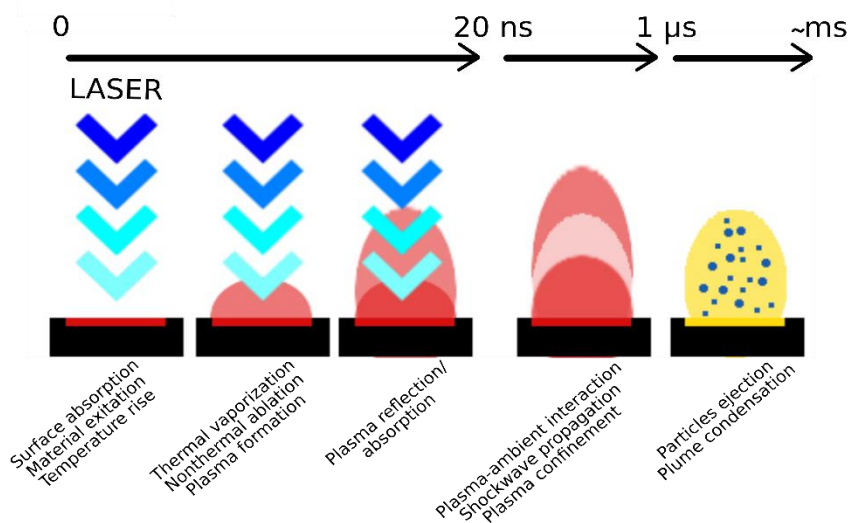 0
20 ns
1 µs
~ms
LASER
Surface absorption
Material exitation
Temperature rise
Thermal vaporization
Nonthermal ablation
Plasma formation
Plasma reflection/
absorption
Plasma-ambient interaction
Shockwave propagation
Plasma confinement
Particles ejection
Plume condensation